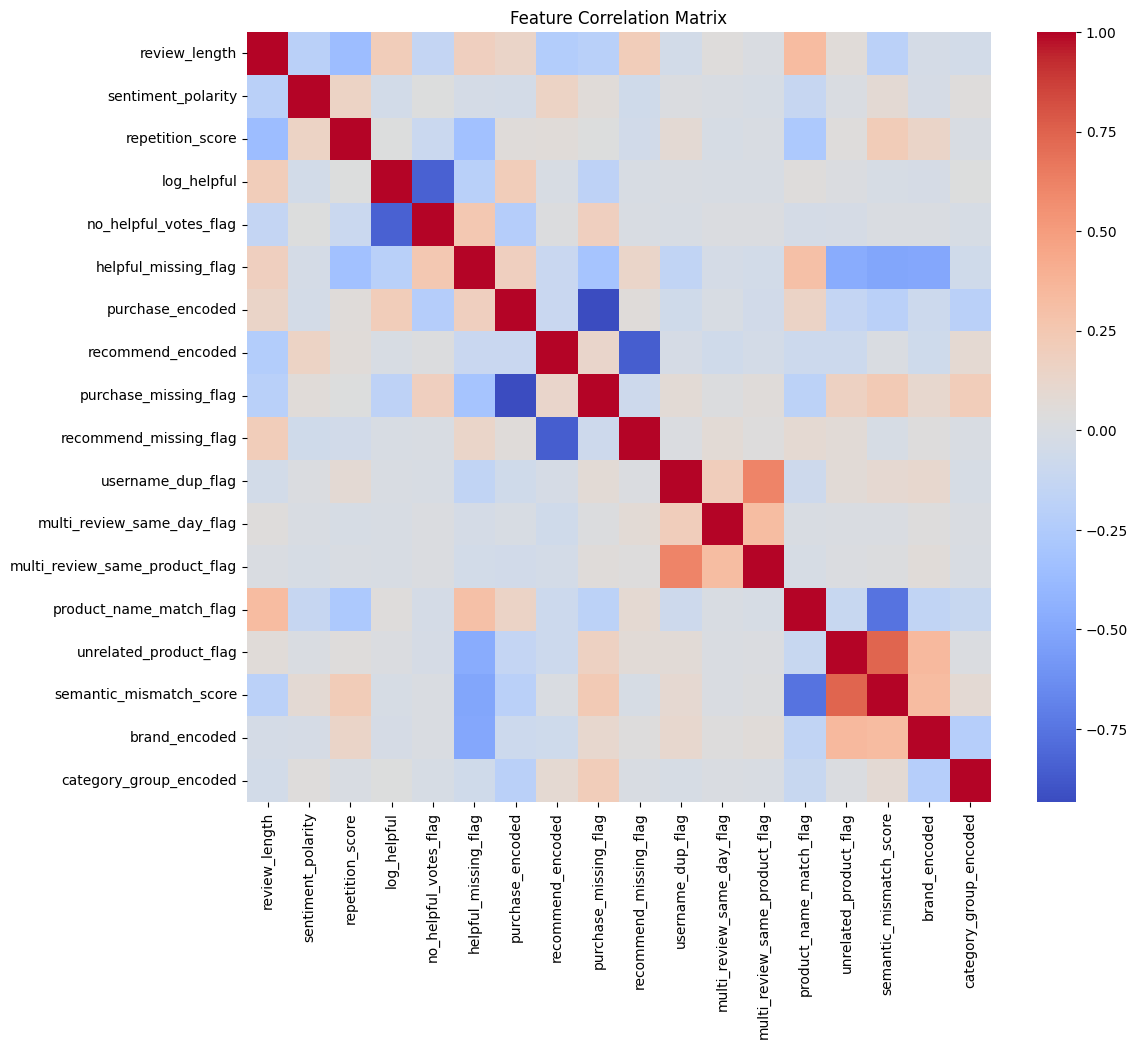 Feature Correlation Matrix
review_length
sentiment_polarity
repetition_score
log_helpful
no_helpful_votes_flag
helpful_missing_flag
purchase_encoded
recommend_encoded
purchase_missing_flag
recommend_missing_flag
username_dup_flag
multi_review_same_day_flag
multi_review_same_product_flag
product_name_match_flag
unrelated_product_flag
semantic_mismatch_score
brand_encoded
category_group_encoded
review_length
sentiment_polarity
repetition_score
log_helpful
no_helpful_votes_flag
helpful_missing_flag
purchase_encoded
recommend_encoded
purchase_missing_flag
recommend_missing_flag
username_dup_flag
multi_review_same_day_flag
multi_review_same_product_flag
product_name_match_flag
unrelated_product_flag
semantic_mismatch_score
brand_encoded
category_group_encoded
1.00
0.75
0.50
0.25
0.00
−0.25
−0.50
−0.75